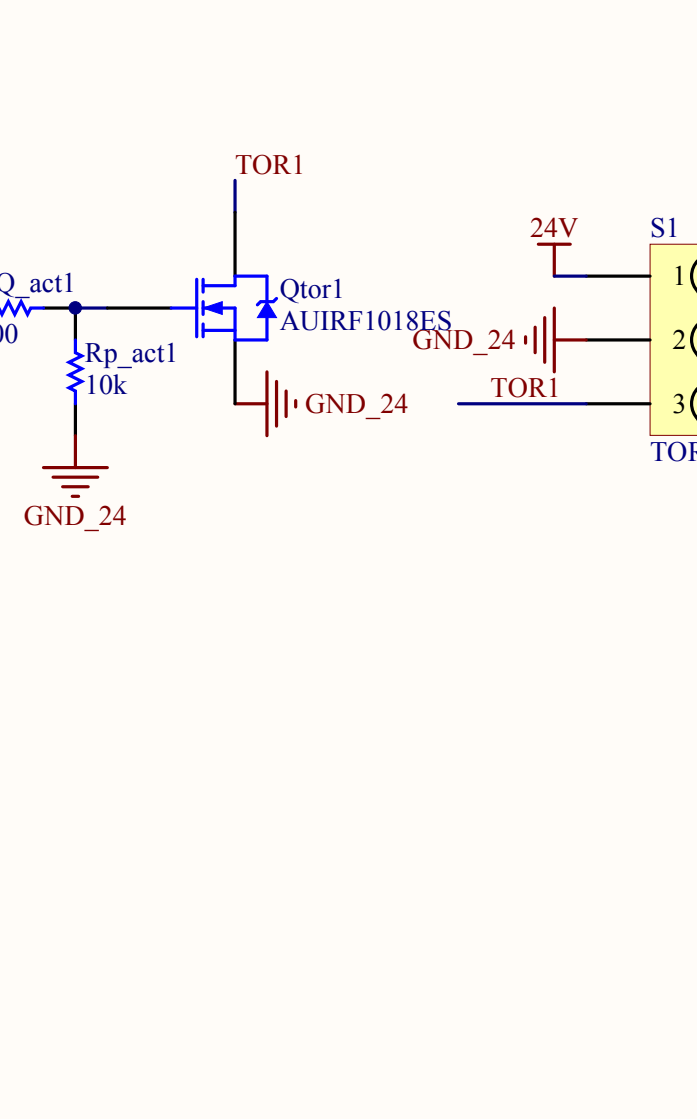 TOR1
24V
S1
Q_act1
Qtor1
1
00
AUIRF1018ES
GND_24
2
Rp_act1
10k
TOR1
3
GND_24
TOR
GND_24